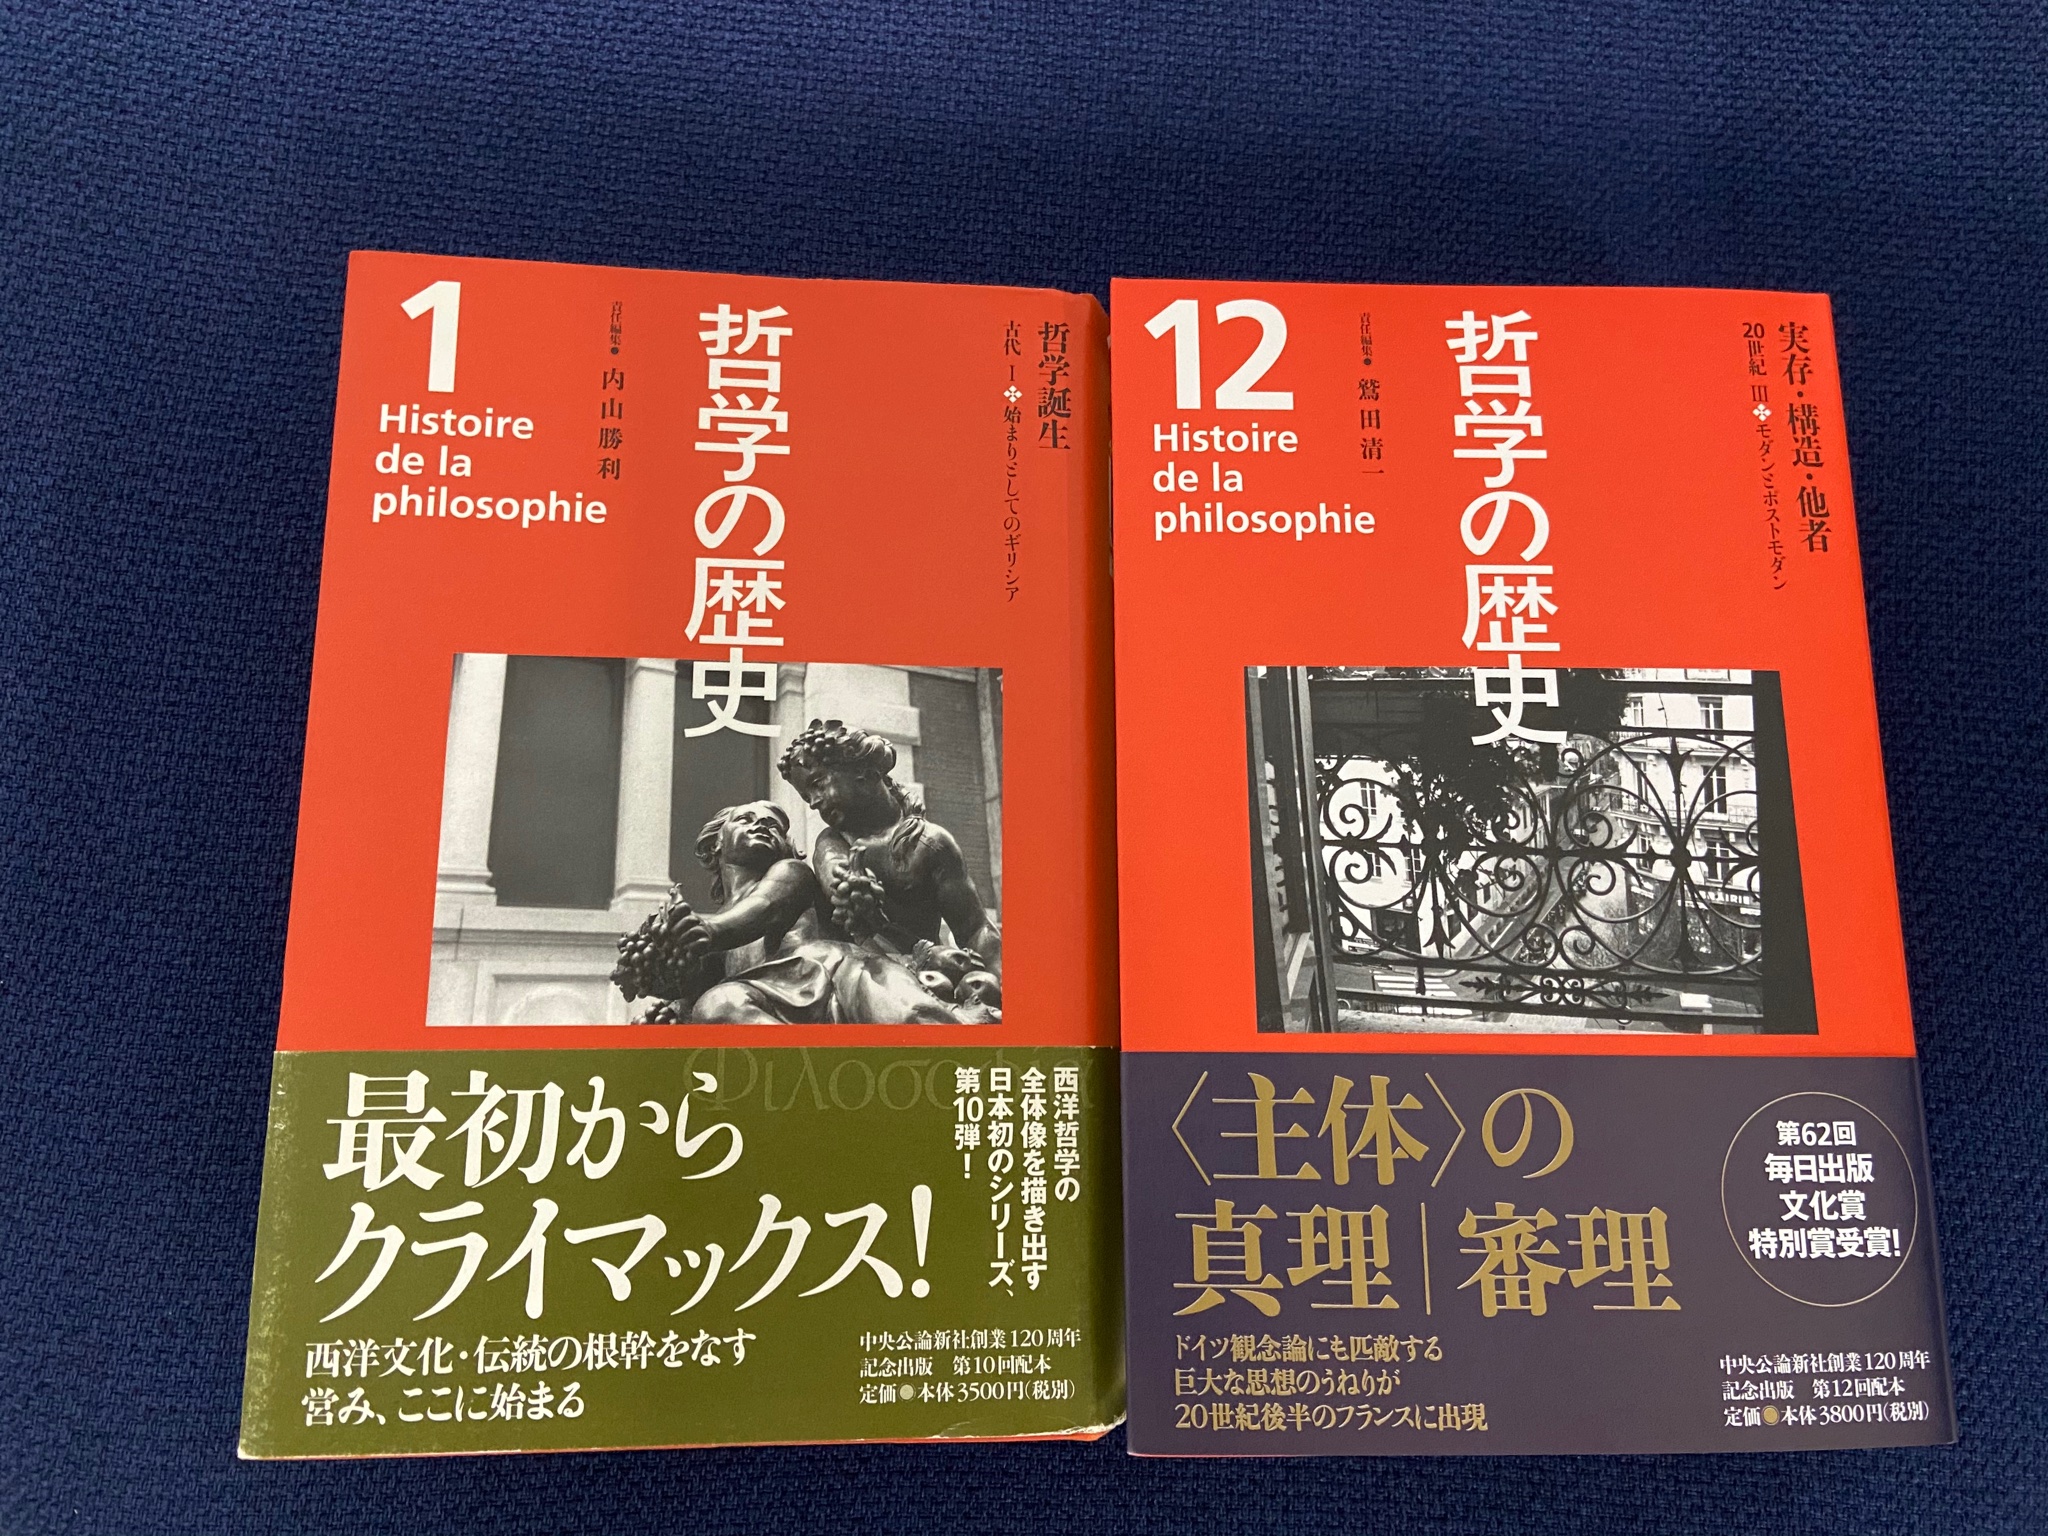 1
Histoire
de la
philosophie
責任編集●内山勝利
哲学の歴史
哲学誕生
古代 I ✤ 始まりとしてのギリシア
最初から
クライマックス!
西洋哲学の
全体像を描き出す
日本初のシリーズ、
第10弾!
西洋文化・伝統の根幹をなす
営み、ここに始まる
中央公論新社創業120周年
記念出版 第10回配本
定価●本体3500円(税別)
12
Histoire
de la
philosophie
責任編集●鷲田清一
哲学の歴史
実存・構造・他者
20世紀 III ✤ モダンとポストモダン
〈主体〉の
真理|審理
第62回
毎日出版
文化賞
特別賞受賞!
ドイツ観念論にも匹敵する
巨大な思想のうねりが
20世紀後半のフランスに出現
中央公論新社創業120周年
記念出版 第12回配本
定価●本体3800円(税別)